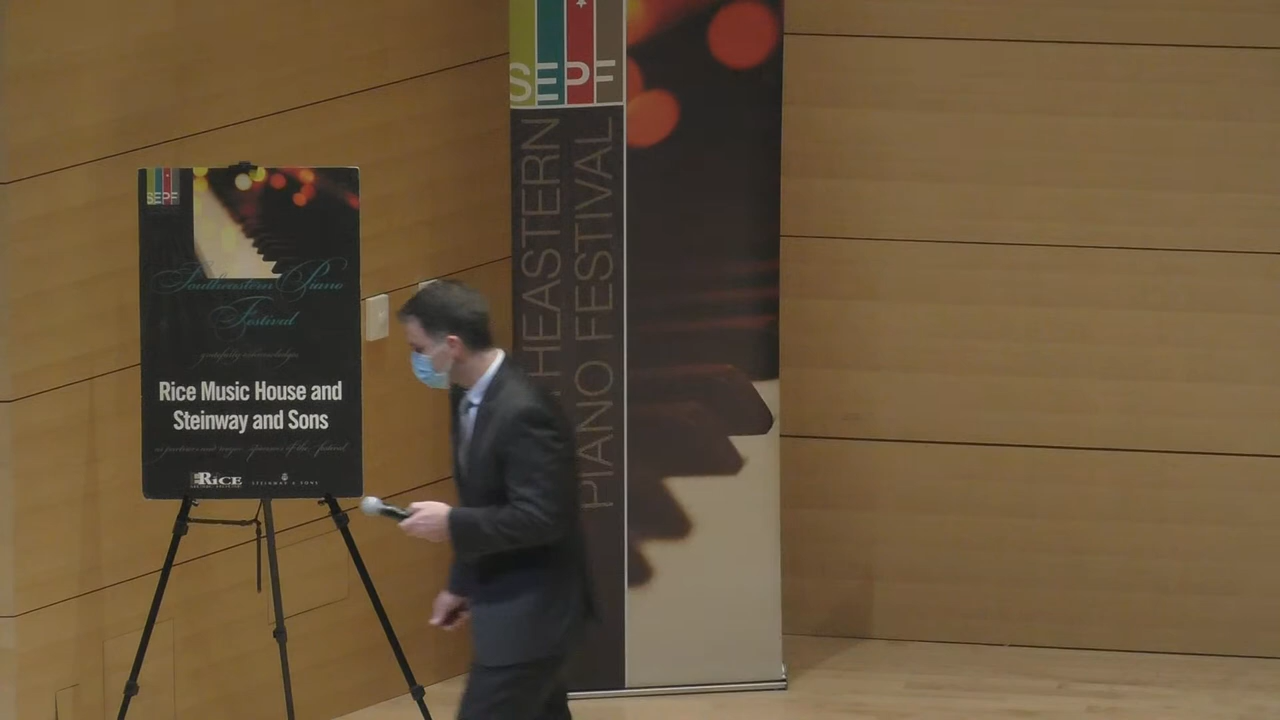 SEPF
Southeastern Piano
Festival
gratefully acknowledges
Rice Music House and
Steinway and Sons
as partners and major sponsors of the festival
RICE
STEINWAY & SONS
SEPF
HEASTERN
PIANO FESTIVAL